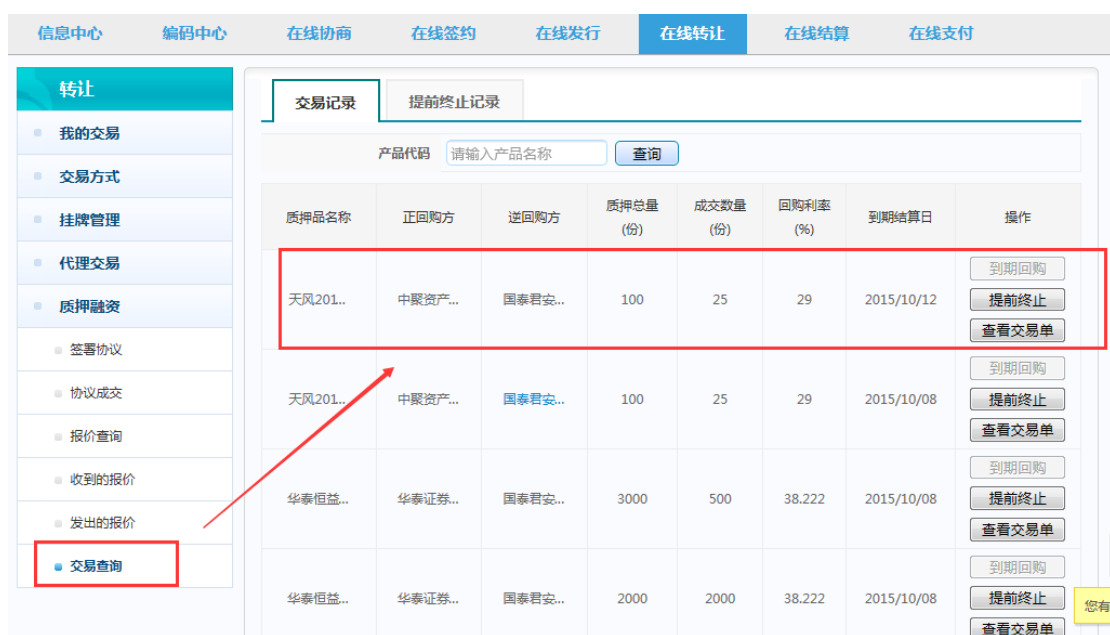 信息中心 编码中心 在线协商 在线签约 在线发行 在线转让 在线结算 在线支付
转让
我的交易
交易方式
挂牌管理
代理交易
质押融资
签署协议
协议成交
报价查询
收到的报价
发出的报价
交易查询
交易记录 提前终止记录
产品代码 请输入产品名称 查询
质押品名称 正回购方 逆回购方 质押总量(份) 成交数量(份) 回购利率(%) 到期结算日 操作
到期回购
天风201... 中聚资产... 国泰君安... 100 25 29 2015/10/12 提前终止
查看交易单
到期回购
天风201... 中聚资产... 国泰君安... 100 25 29 2015/10/08 提前终止
查看交易单
到期回购
华泰恒益... 华泰证券... 国泰君安... 3000 500 38.222 2015/10/08 提前终止
查看交易单
到期回购
华泰恒益... 华泰证券... 国泰君安... 2000 2000 38.222 2015/10/08 提前终止
查看交易单
您有